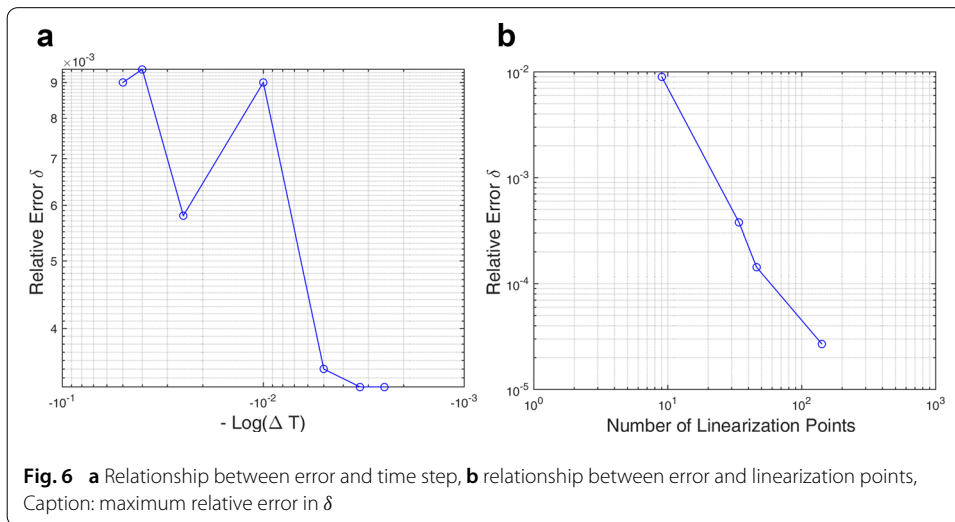 a
×10⁻³
9
8
7
6
5
4
Relative Error δ
-10⁻¹
-10⁻²
-10⁻³
- Log(Δ T)
b
10⁻²
10⁻³
10⁻⁴
10⁻⁵
Relative Error δ
10⁰
10¹
10²
10³
Number of Linearization Points
Fig. 6 a Relationship between error and time step, b relationship between error and linearization points,
Caption: maximum relative error in δ